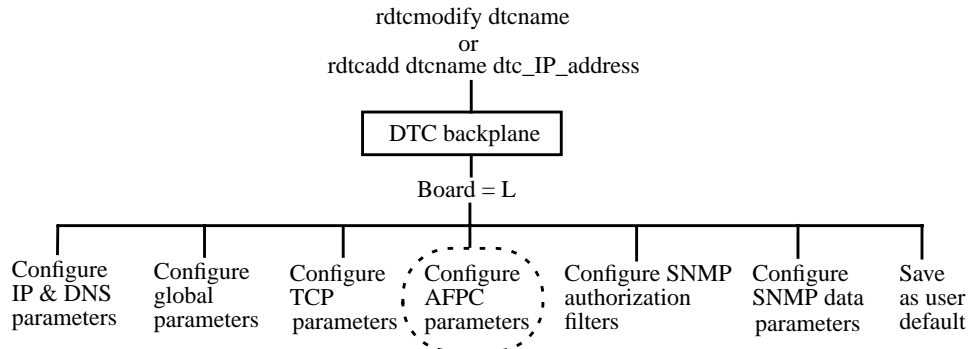 rdtcmodify dtcname
or
rdtcadd dtcname dtc_IP_address
DTC backplane
Board = L
Configure
IP & DNS
parameters
Configure
global
parameters
Configure
TCP
parameters
Configure
AFPC
parameters
Configure SNMP
authorization
filters
Configure
SNMP data
parameters
Save
as user
default